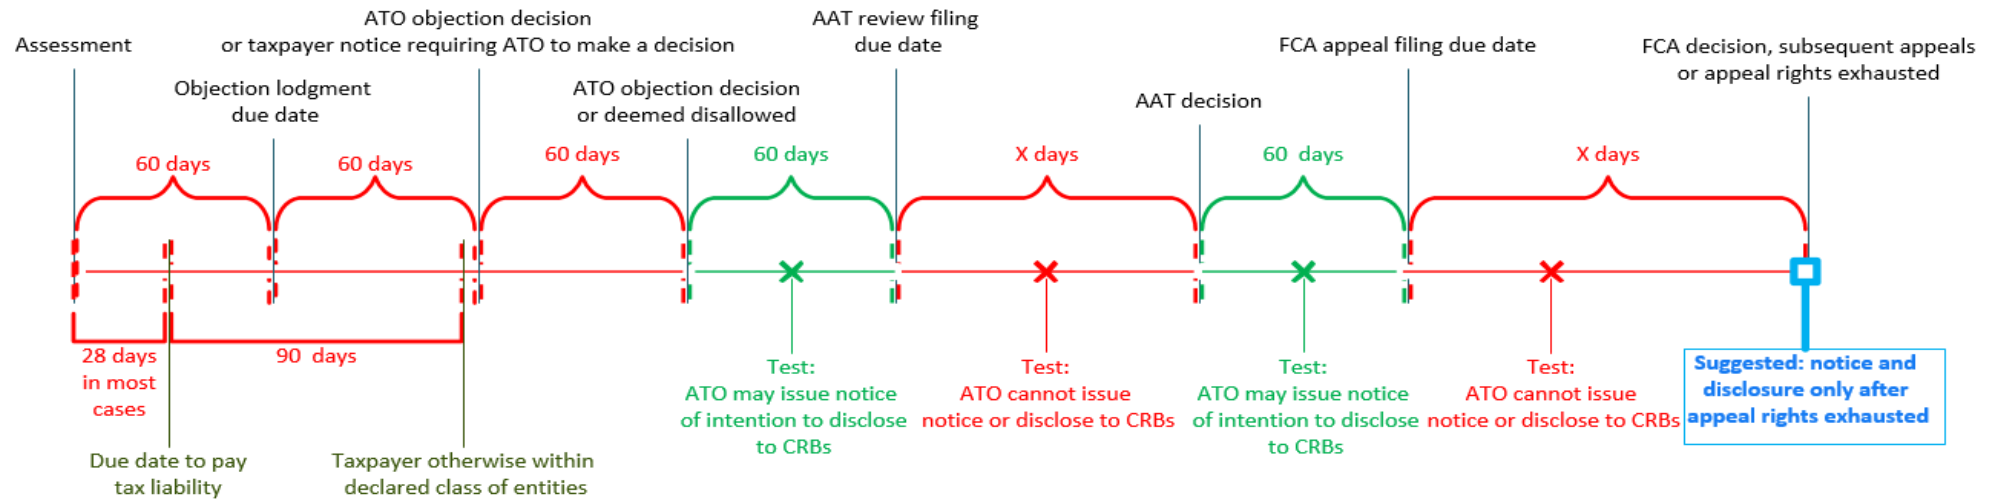 Assessment
ATO objection decision
or taxpayer notice requiring ATO to make a decision
AAT review filing
due date
FCA appeal filing due date
FCA decision, subsequent appeals
or appeal rights exhausted
Objection lodgment
due date
ATO objection decision
or deemed disallowed
AAT decision
60 days
60 days
60 days
60 days
X days
60  days
X days
28 days
in most
cases
90  days
Test:
ATO may issue notice
of intention to disclose
to CRBs
Test:
ATO cannot issue
notice or disclose to CRBs
Test:
ATO may issue notice
of intention to disclose
to CRBs
Test:
ATO cannot issue
notice or disclose to CRBs
Suggested: notice and
disclosure only after
appeal rights exhausted
Due date to pay
tax liability
Taxpayer otherwise within
declared class of entities